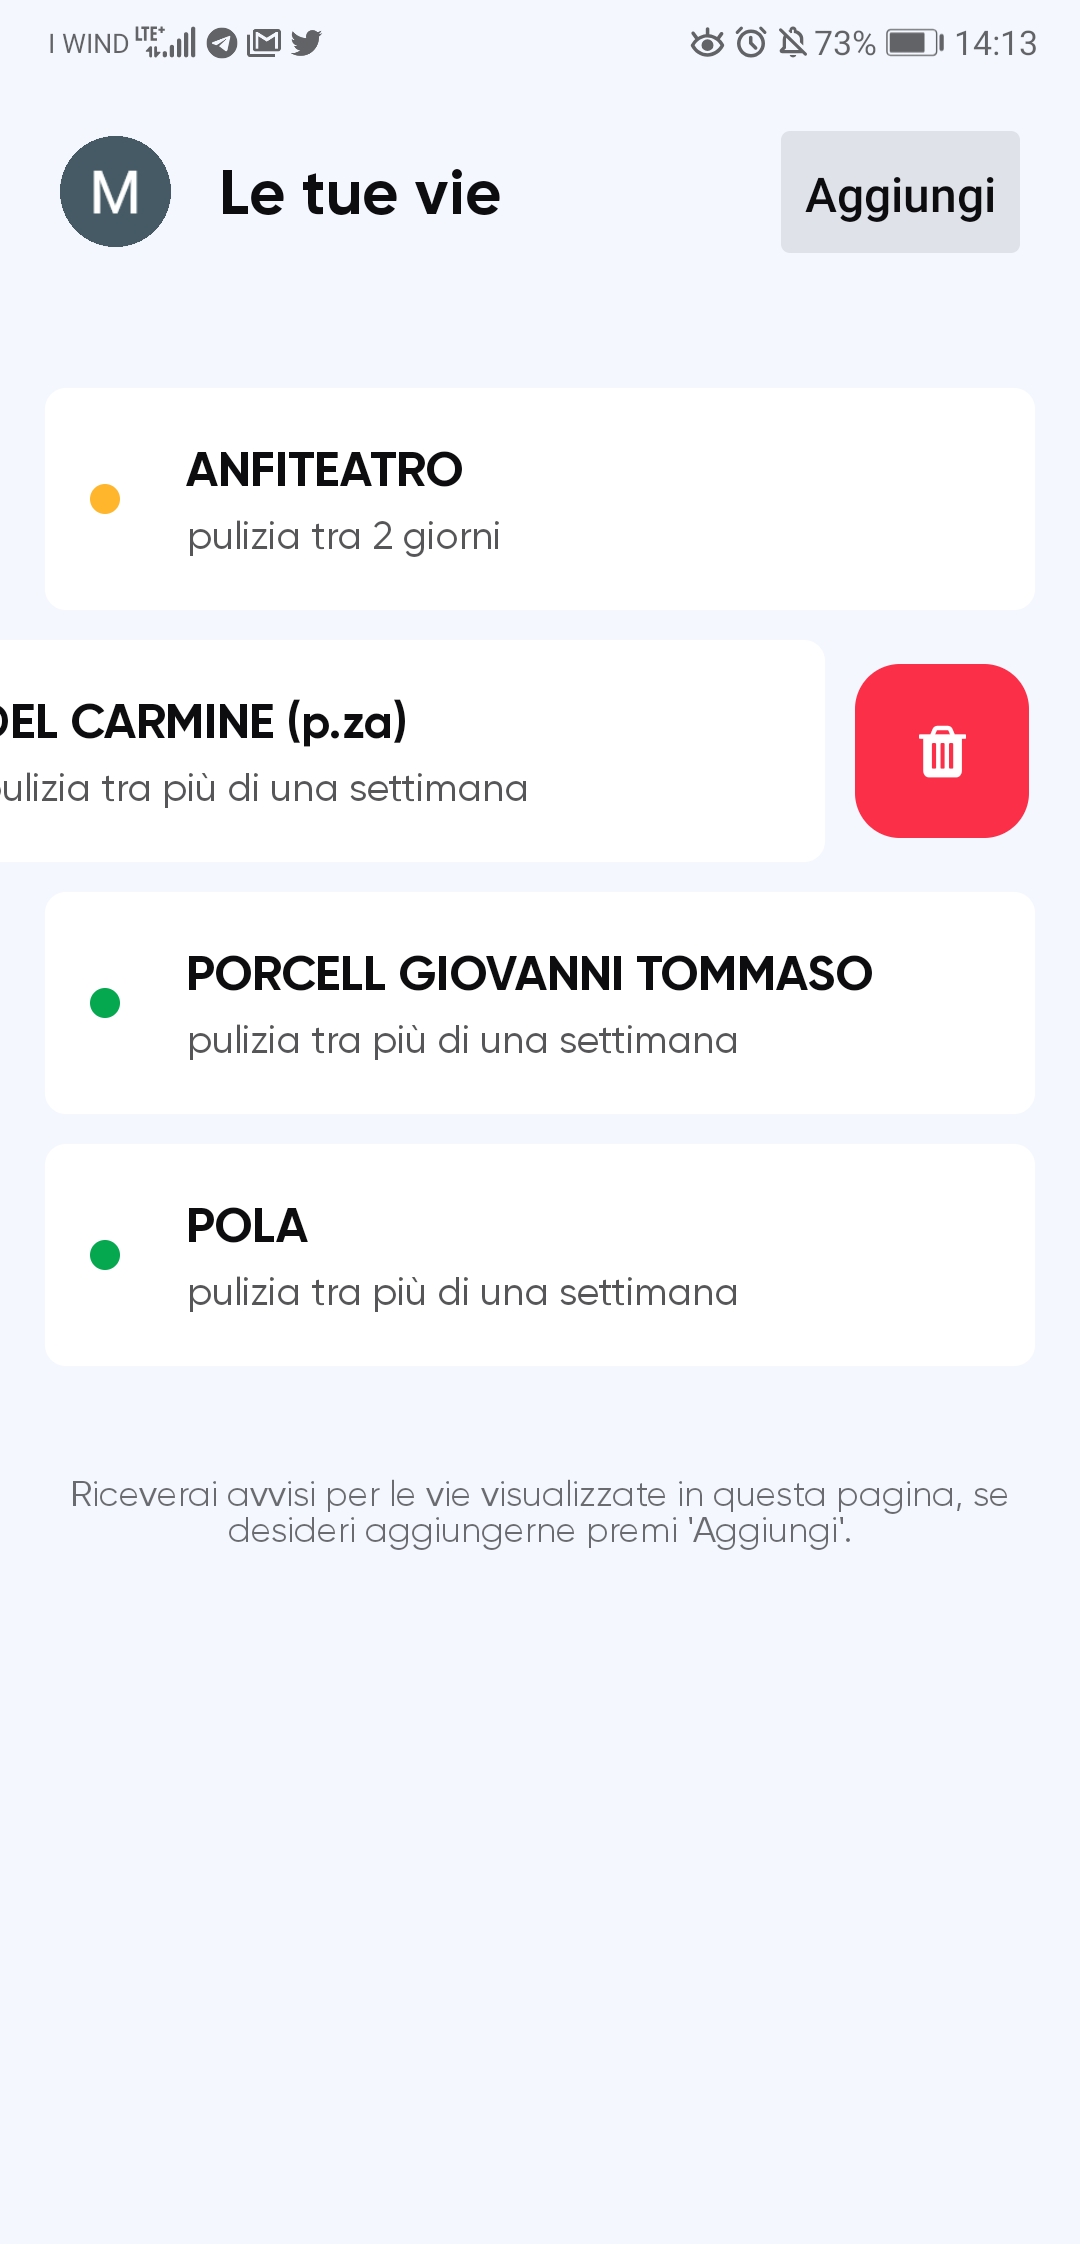 I WIND LTE+ 73% 14:13
M Le tue vie Aggiungi
ANFITEATRO
pulizia tra 2 giorni
DEL CARMINE (p.za)
pulizia tra più di una settimana
PORCELL GIOVANNI TOMMASO
pulizia tra più di una settimana
POLA
pulizia tra più di una settimana
Riceverai avvisi per le vie visualizzate in questa pagina, se
desideri aggiungerne premi 'Aggiungi'.